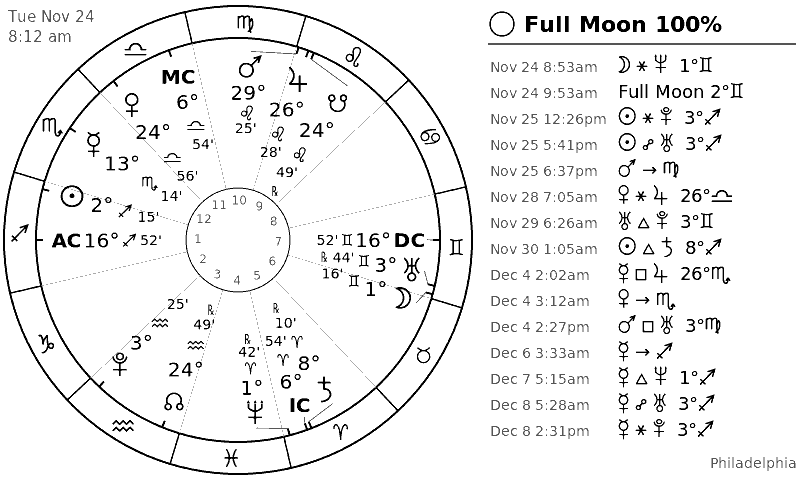 Tue Nov 24
8:12 am
♍
♎
♌
♏
♋
♐
♊
♑
♉
♒
♈
♓
MC
6°
♎
54'
♂
29°
♌
25'
♃
26°
♌
28'
☋
24°
♌
49'
℞
♀
24°
♎
56'
☿
13°
♏
14'
☉ 2° ♐ 15'
AC 16° ♐ 52'
52' ♊ 16° DC
℞ 44' ♊ 3° ♅
16' ♊ 1° ☽
25'
♒
3°
♇
℞
49'
♒
24°
☊
℞
42'
♈
1°
♆
℞
10'
♈
8°
♄
54'
♈
6°
IC
1
2
3
4
5
6
7
8
9
10
11
12
Full Moon 100%
Nov 24 8:53am ☽ ⚹ ♆ 1°♊
Nov 24 9:53am Full Moon 2°♊
Nov 25 12:26pm ☉ ⚹ ♇ 3°♐
Nov 25 5:41pm ☉ ☍ ♅ 3°♐
Nov 25 6:37pm ♂ → ♍
Nov 28 7:05am ♀ ⚹ ♃ 26°♎
Nov 29 6:26am ♅ △ ♇ 3°♊
Nov 30 1:05am ☉ △ ♄ 8°♐
Dec 4 2:02am ☿ □ ♃ 26°♏
Dec 4 3:12am ♀ → ♏
Dec 4 2:27pm ♂ □ ♅ 3°♍
Dec 6 3:33am ☿ → ♐
Dec 7 5:15am ☿ △ ♆ 1°♐
Dec 8 5:28am ☿ ☍ ♅ 3°♐
Dec 8 2:31pm ☿ ⚹ ♇ 3°♐
Philadelphia